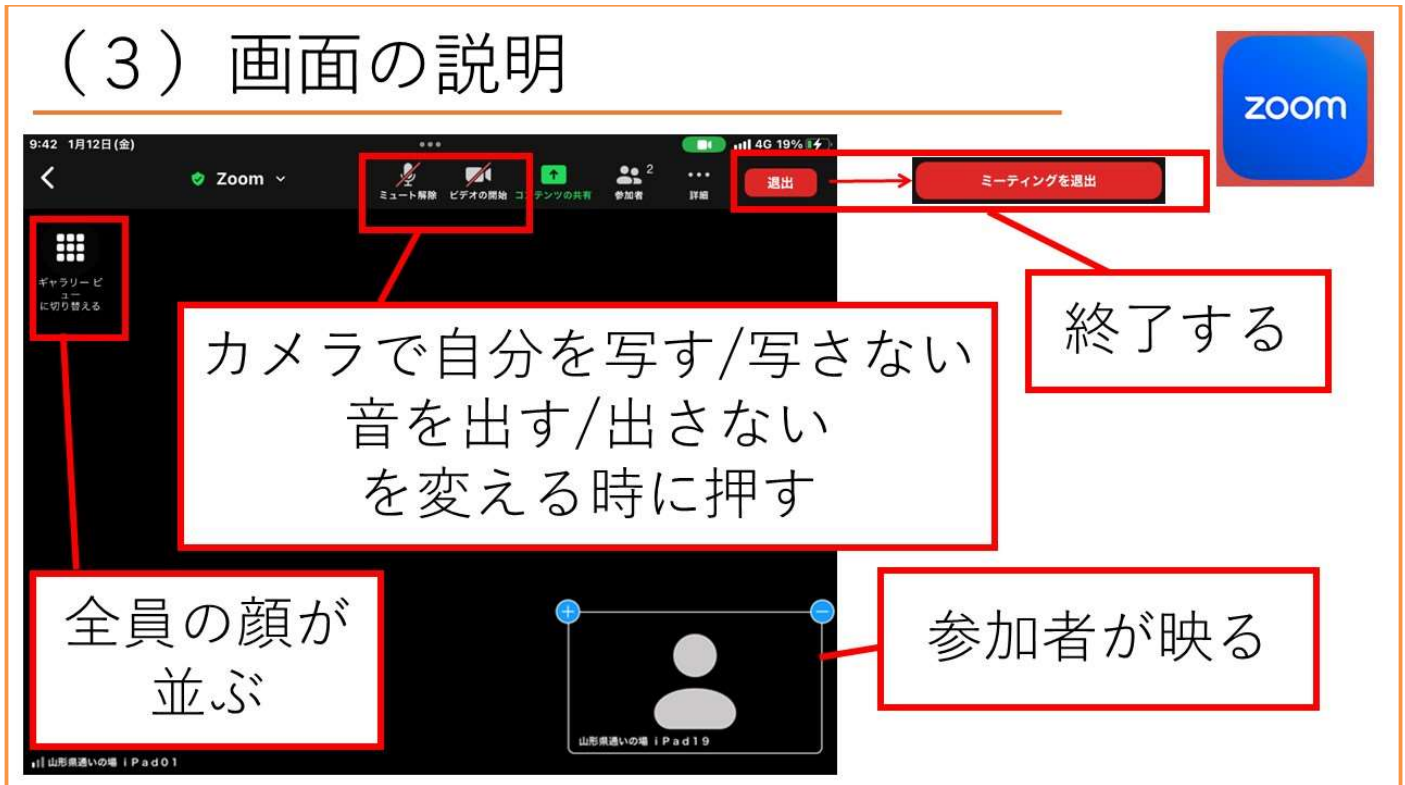 （3）画面の説明
zoom
9:42 1月12日(金)
4G 19%
Zoom
ミュート解除 ビデオの開始 コンテンツの共有 参加者 2 詳細 退出
ミーティングを退出
ギャラリー ビ
ュー
に切り替える
終了する
カメラで自分を写す/写さない
音を出す/出さない
を変える時に押す
全員の顔が
並ぶ
参加者が映る
山形県通いの場 iPad19
山形県通いの場 iPad01